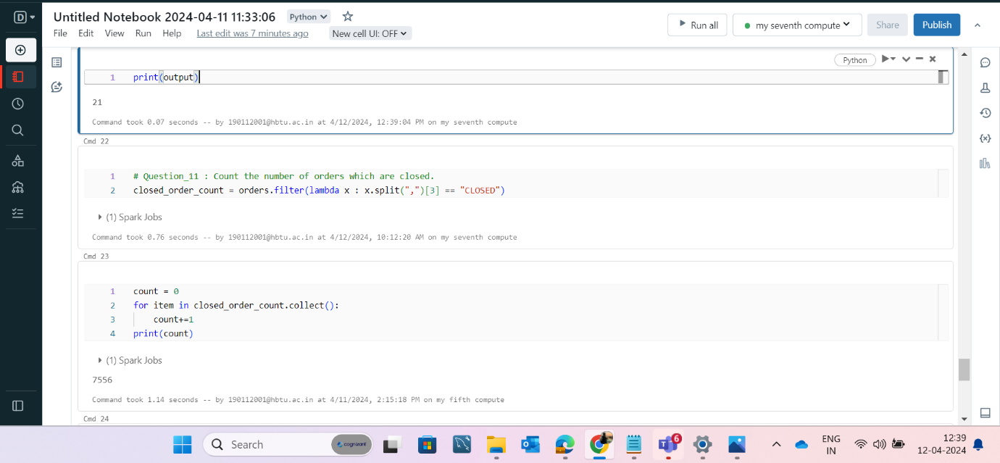 D
Untitled Notebook 2024-04-11 11:33:06 Python
File Edit View Run Help Last edit was 7 minutes ago New cell UI: OFF
Run all my seventh compute Share Publish
Python
1 print(output)
21
Command took 0.07 seconds -- by 190112001@hbtu.ac.in at 4/12/2024, 12:39:04 PM on my seventh compute
Cmd 22
1 # Question_11 : Count the number of orders which are closed.
2 closed_order_count = orders.filter(lambda x : x.split(",")[3] == "CLOSED")
(1) Spark Jobs
Command took 0.76 seconds -- by 190112001@hbtu.ac.in at 4/12/2024, 10:12:20 AM on my seventh compute
Cmd 23
1 count = 0
2 for item in closed_order_count.collect():
3 count+=1
4 print(count)
(1) Spark Jobs
7556
Command took 1.14 seconds -- by 190112001@hbtu.ac.in at 4/11/2024, 2:15:18 PM on my fifth compute
Cmd 24
Search cognizant 6 ENG 12:39
IN 12-04-2024